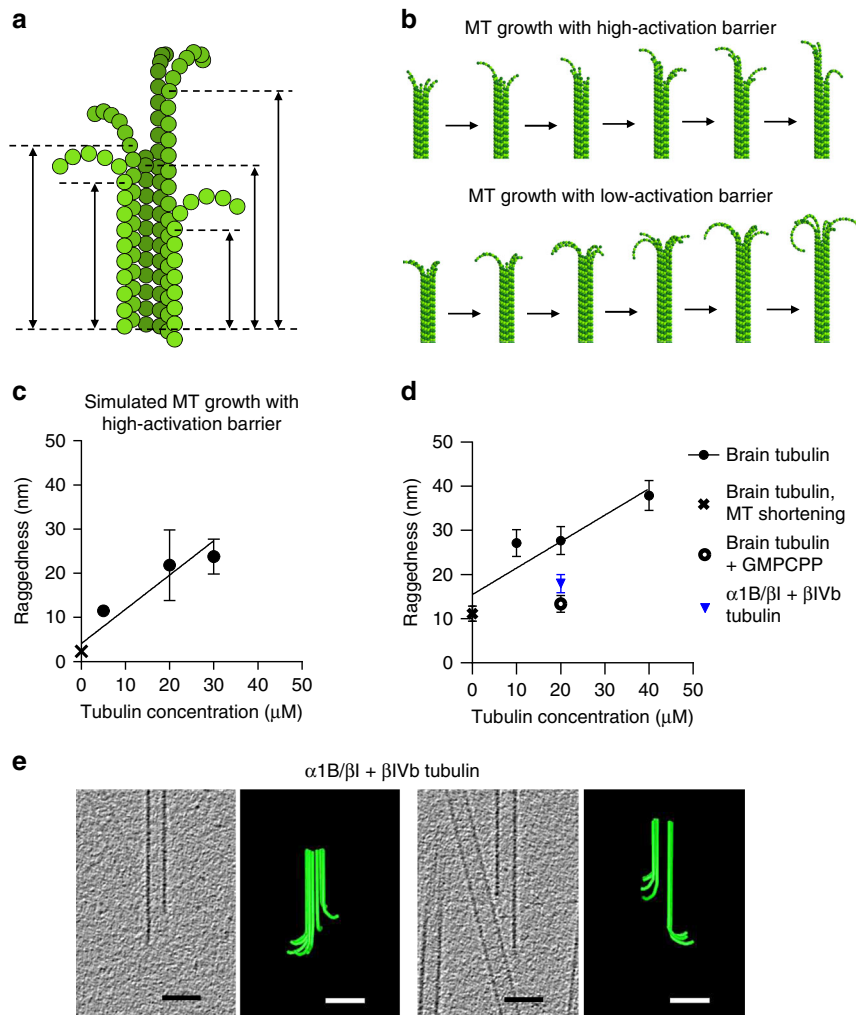 a
b
MT growth with high-activation barrier
MT growth with low-activation barrier
c
Simulated MT growth with
high-activation barrier
Raggedness (nm)
50
40
30
20
10
0
0 10 20 30 40 50
Tubulin concentration (μM)
d
Raggedness (nm)
50
40
30
20
10
0
0 10 20 30 40 50
Tubulin concentration (μM)
Brain tubulin
Brain tubulin,
MT shortening
Brain tubulin
+ GMPCPP
α1B/βI + βIVb
tubulin
e
α1B/βI + βIVb tubulin